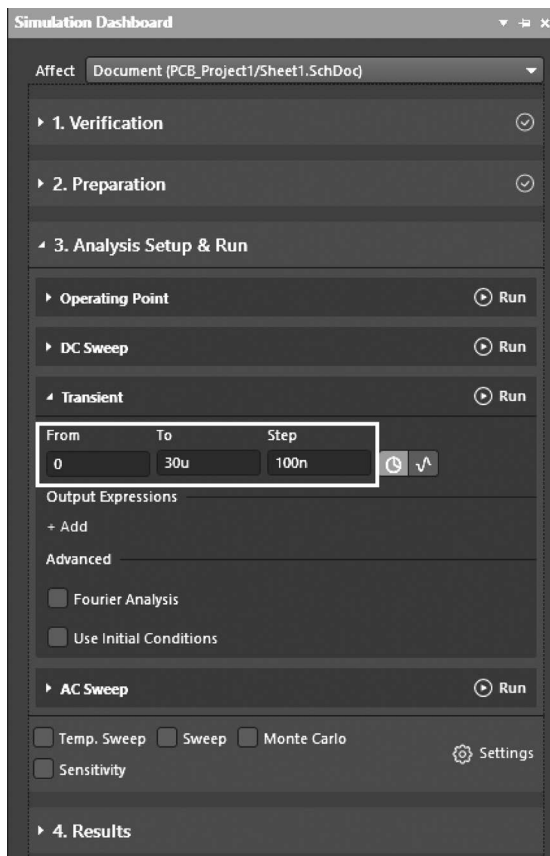 Simulation Dashboard
Affect Document (PCB_Project1/Sheet1.SchDoc)
1. Verification
2. Preparation
3. Analysis Setup & Run
Operating Point Run
DC Sweep Run
Transient Run
From To Step
0 30u 100n
Output Expressions
+ Add
Advanced
Fourier Analysis
Use Initial Conditions
AC Sweep Run
Temp. Sweep Sweep Monte Carlo
Settings
Sensitivity
4. Results